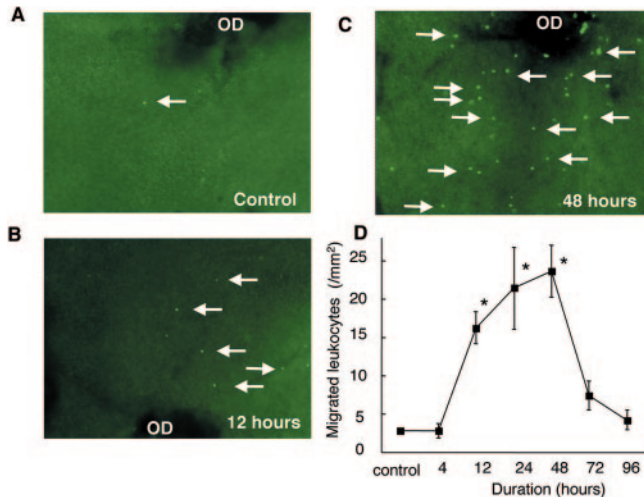 A
OD
Control
B
OD
12 hours
C
OD
48 hours
D
Migrated leukocytes (/mm²)
25
20
15
10
5
0
*
*
*
control 4 12 24 48 72 96
Duration (hours)